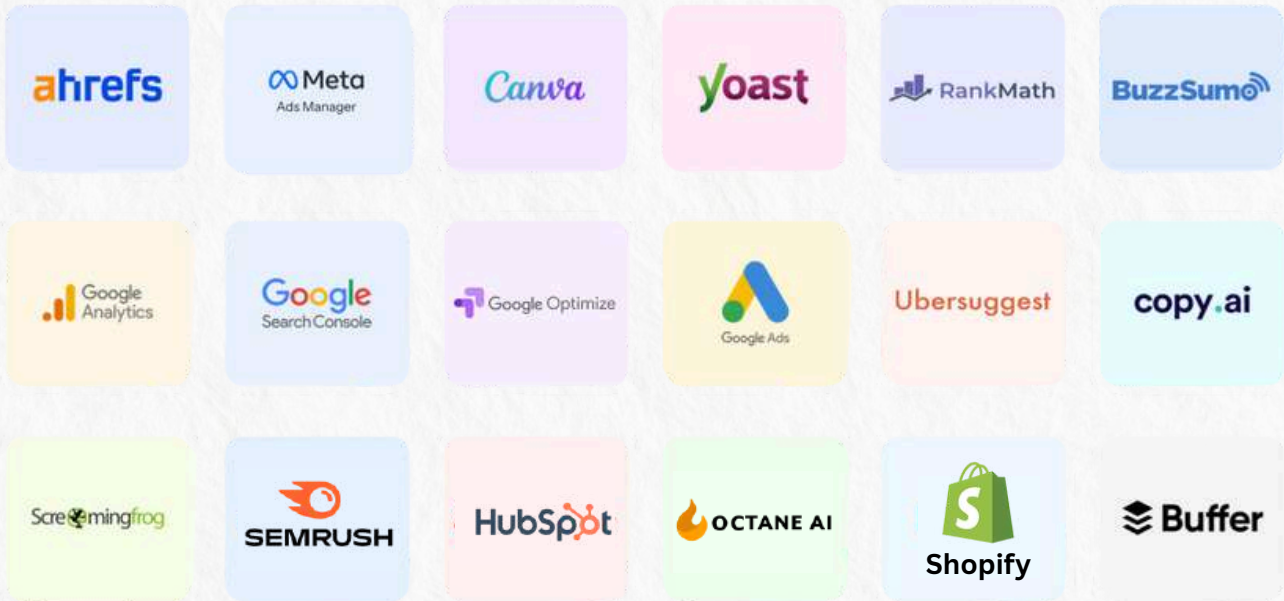 ahrefs
Meta
Ads Manager
Canva
yoast
RankMath
BuzzSumo
Google
Analytics
Google
Search Console
Google Optimize
Google Ads
Ubersuggest
copy.ai
Screamingfrog
SEMRUSH
HubSpot
OCTANE AI
S
Shopify
Buffer